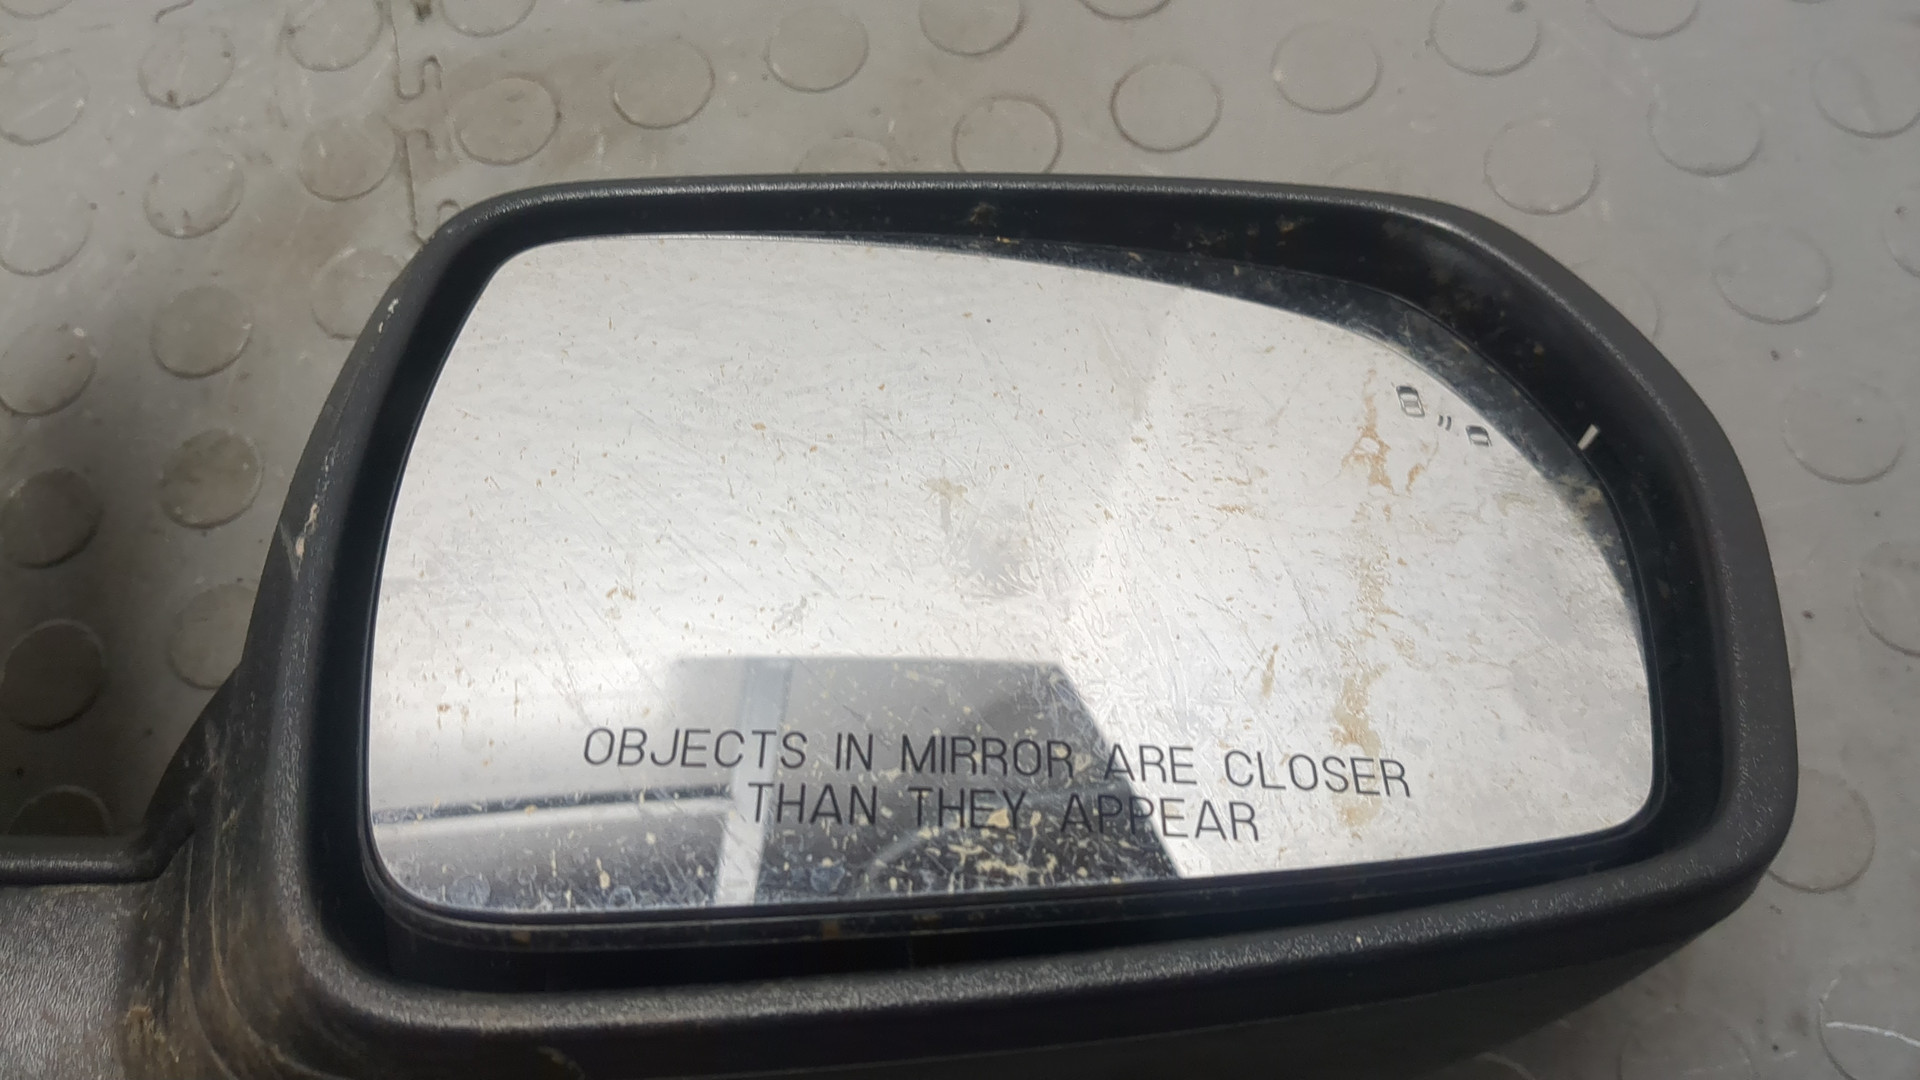 OBJECTS IN MIRROR ARE CLOSER
THAN THEY APPEAR